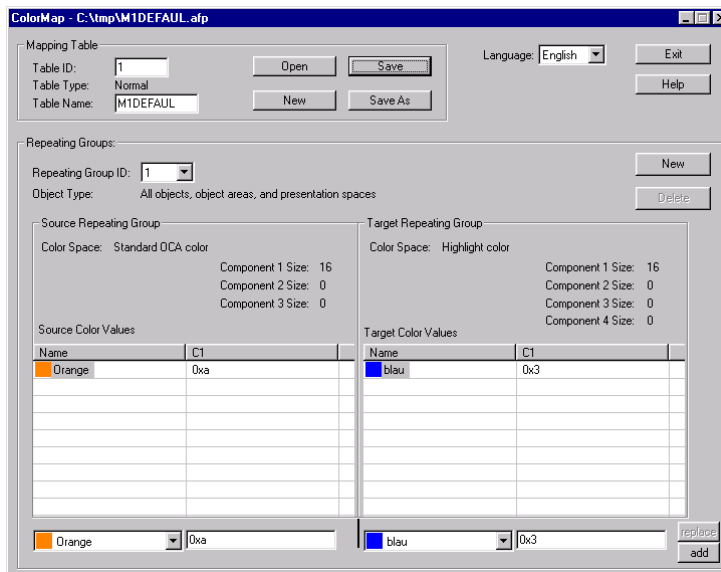 ColorMap - C:\tmp\M1DEFAUL.afp
Mapping Table
Table ID: 1 Open Save
Table Type: Normal
Table Name: M1DEFAUL New Save As
Language: English Exit
Help
Repeating Groups:
Repeating Group ID: 1 New
Object Type: All objects, object areas, and presentation spaces Delete
Source Repeating Group
Color Space: Standard OCA color
Component 1 Size: 16
Component 2 Size: 0
Component 3 Size: 0
Source Color Values
Name C1
Orange 0xa
Orange 0xa
Target Repeating Group
Color Space: Highlight color
Component 1 Size: 16
Component 2 Size: 0
Component 3 Size: 0
Component 4 Size: 0
Target Color Values
Name C1
blau 0x3
blau 0x3
replace
add